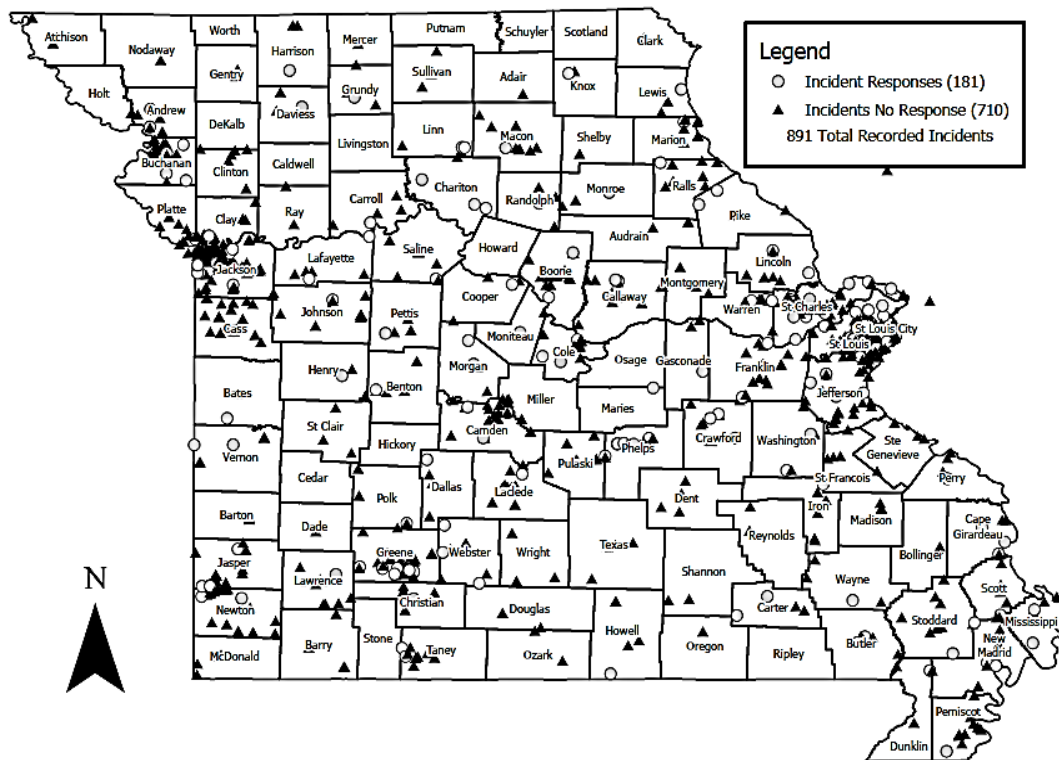 Legend
Incident Responses (181)
Incidents No Response (710)
891 Total Recorded Incidents
Atchison
Nodaway
Worth
Harrison
Mercer
Putnam
Schuyler
Scotland
Clark
Holt
Gentry
Sullivan
Adair
Knox
Lewis
Andrew
DeKalb
Daviess
Grundy
Linn
Macon
Shelby
Marion
Buchanan
Clinton
Caldwell
Livingston
Chariton
Randolph
Monroe
Ralls
Platte
Clay
Ray
Carroll
Pike
Audrain
Howard
Saline
Boone
Lincoln
Jackson
Lafayette
Cooper
Callaway
Montgomery
Warren
St Charles
St Louis City
St Louis
Cass
Johnson
Pettis
Moniteau
Cole
Osage
Gasconade
Franklin
Jefferson
Morgan
Henry
Benton
Miller
Maries
Bates
St Clair
Camden
Crawford
Washington
Ste
Genevieve
Vernon
Hickory
Pulaski
Phelps
St Francois
Perry
Cedar
Polk
Dallas
Laclede
Dent
Iron
Madison
Barton
Dade
Cape
Girardeau
Reynolds
Bollinger
Jasper
Greene
Webster
Wright
Texas
Shannon
Lawrence
Wayne
Scott
Newton
Christian
Douglas
Carter
Stoddard
Mississippi
Howell
Butler
New
Madrid
McDonald
Barry
Stone
Taney
Ozark
Oregon
Ripley
Pemiscot
Dunklin
N